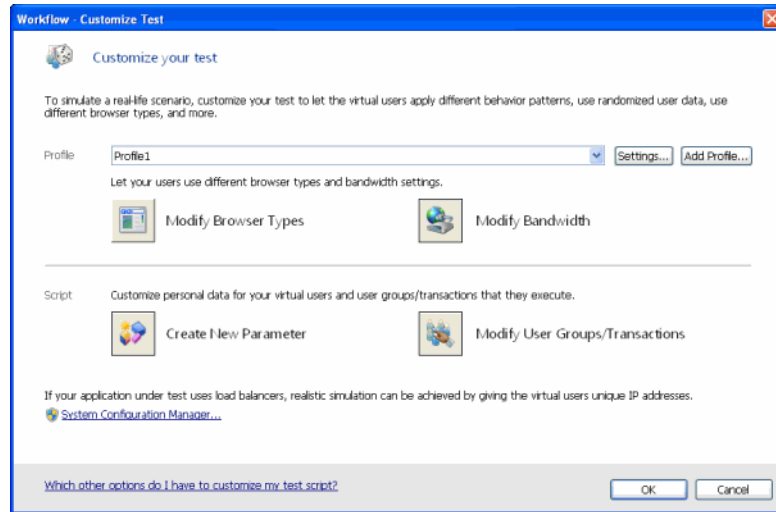 Workflow - Customize Test
Customize your test
To simulate a real-life scenario, customize your test to let the virtual users apply different behavior patterns, use randomized user data, use
different browser types, and more.
Profile Profile1 Settings... Add Profile...
Let your users use different browser types and bandwidth settings.
Modify Browser Types Modify Bandwidth
Script Customize personal data for your virtual users and user groups/transactions that they execute.
Create New Parameter Modify User Groups/Transactions
If your application under test uses load balancers, realistic simulation can be achieved by giving the virtual users unique IP addresses.
System Configuration Manager...
Which other options do I have to customize my test script? OK Cancel